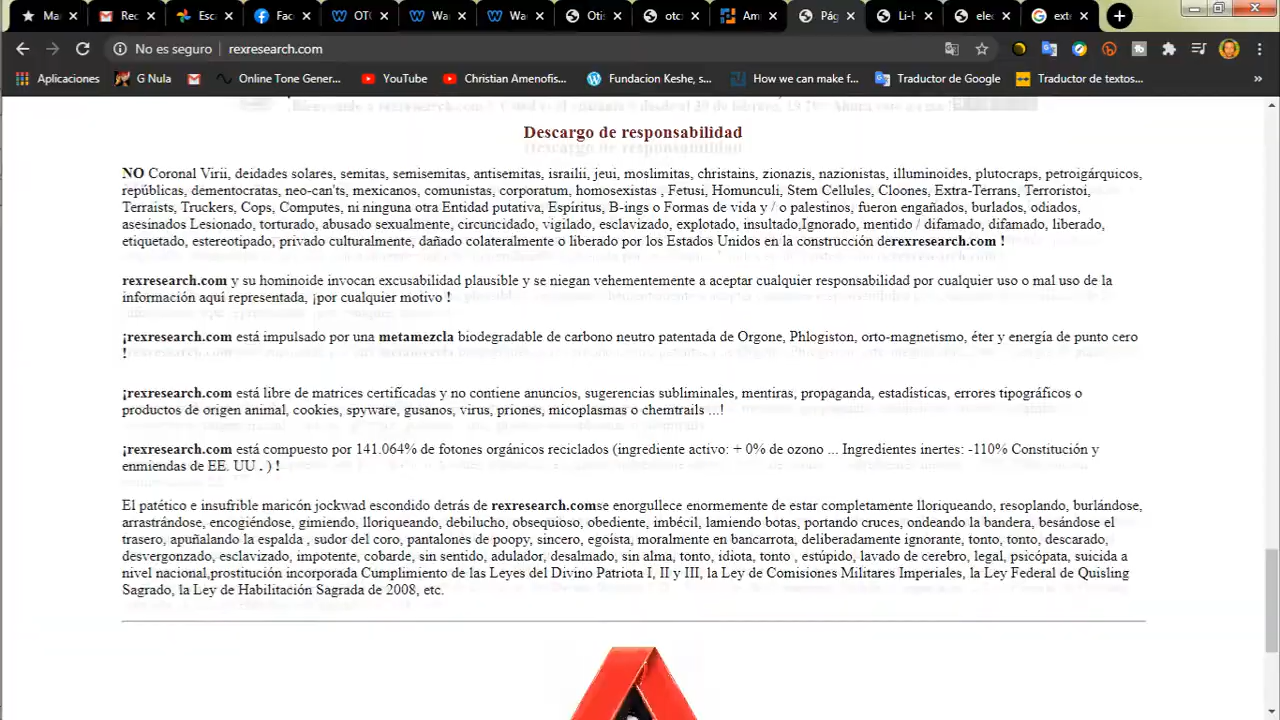 Ma
Rec
Esca
Fac
OTC
Wa
Wa
Otis
otc
Am
Pág
Li-I
elec
exte
No es seguro
rexresearch.com
Aplicaciones
G Nula
Online Tone Gener...
YouTube
Christian Amenofis...
Fundacion Keshe, s...
How we can make f...
Traductor de Google
Traductor de textos...
»
Descargo de responsabilidad
NO Coronal Virii, deidades solares, semitas, semisemitas, antisemitas, israilii, jeui, moslimitas, christains, zionazis, nazionistas, illuminoides, plutocraps, petroigárquicos,
repúblicas, dementocratas, neo-can'ts, mexicanos, comunistas, corporatum, homosexistas , Fetusi, Homunculi, Stem Cellules, Cloones, Extra-Terrans, Terroristoi,
Terraists, Truckers, Cops, Computes, ni ninguna otra Entidad putativa, Espíritus, B-ings o Formas de vida y / o palestinos, fueron engañados, burlados, odiados,
asesinados Lesionado, torturado, abusado sexualmente, circuncidado, vigilado, esclavizado, explotado, insultado,Ignorado, mentido / difamado, difamado, liberado,
etiquetado, estereotipado, privado culturalmente, dañado colateralmente o liberado por los Estados Unidos en la construcción derexresearch.com !
rexresearch.com y su hominoide invocan excusabilidad plausible y se niegan vehementemente a aceptar cualquier responsabilidad por cualquier uso o mal uso de la
información aquí representada, ¡por cualquier motivo !
¡rexresearch.com está impulsado por una metamezcla biodegradable de carbono neutro patentada de Orgone, Phlogiston, orto-magnetismo, éter y energía de punto cero
!
¡rexresearch.com está libre de matrices certificadas y no contiene anuncios, sugerencias subliminales, mentiras, propaganda, estadísticas, errores tipográficos o
productos de origen animal, cookies, spyware, gusanos, virus, priones, micoplasmas o chemtrails ...!
¡rexresearch.com está compuesto por 141.064% de fotones orgánicos reciclados (ingrediente activo: + 0% de ozono ... Ingredientes inertes: -110% Constitución y
enmiendas de EE. UU . ) !
El patético e insufrible maricón jockwad escondido detrás de rexresearch.comse enorgullece enormemente de estar completamente lloriqueando, resoplando, burlándose,
arrastrándose, encogiéndose, gimiendo, lloriqueando, debilucho, obsequioso, obediente, imbécil, lamiendo botas, portando cruces, ondeando la bandera, besándose el
trasero, apuñalando la espalda , sudor del coro, pantalones de poopy, sincero, egoísta, moralmente en bancarrota, deliberadamente ignorante, tonto, tonto, descarado,
desvergonzado, esclavizado, impotente, cobarde, sin sentido, adulador, desalmado, sin alma, tonto, idiota, tonto , estúpido, lavado de cerebro, legal, psicópata, suicida a
nivel nacional,prostitución incorporada Cumplimiento de las Leyes del Divino Patriota I, II y III, la Ley de Comisiones Militares Imperiales, la Ley Federal de Quisling
Sagrado, la Ley de Habilitación Sagrada de 2008, etc.